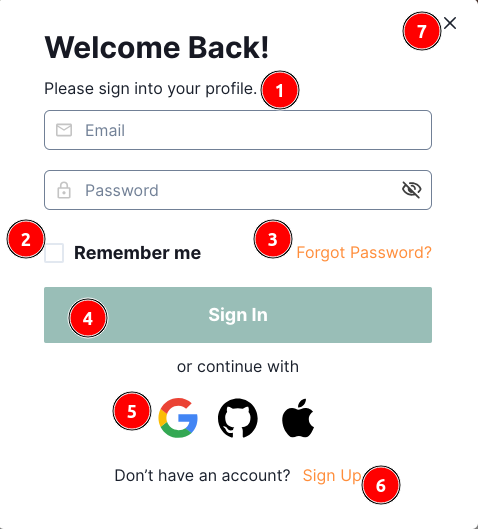 7
Welcome Back!
Please sign into your profile. 1
Email
Password
2 Remember me 3 Forgot Password?
4 Sign In
or continue with
5
Don’t have an account? Sign Up 6